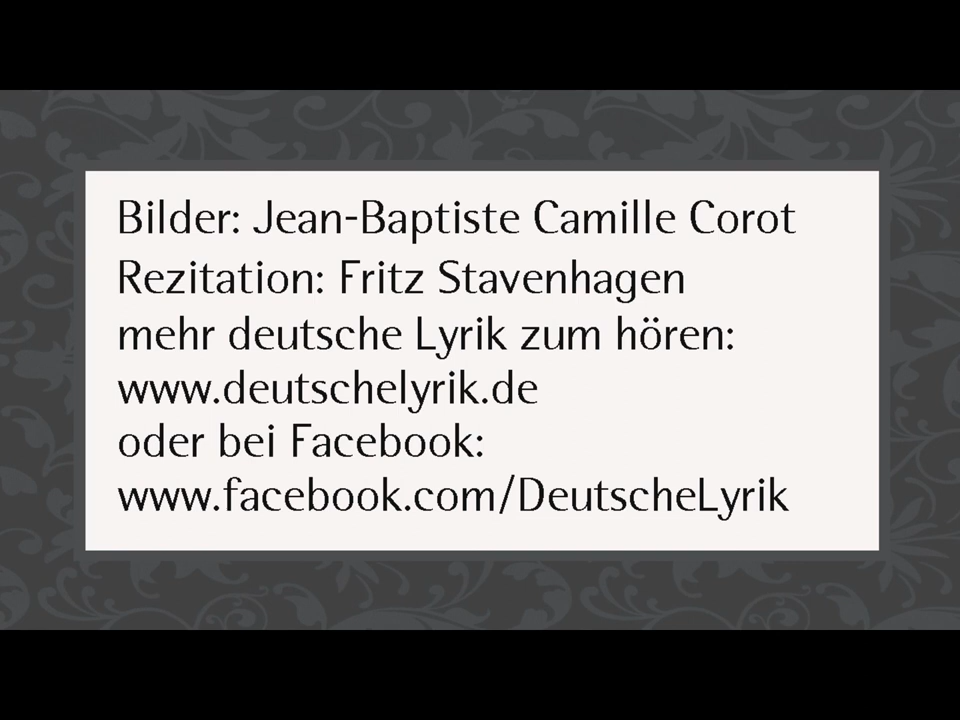 Bilder: Jean-Baptiste Camille Corot
Rezitation: Fritz Stavenhagen
mehr deutsche Lyrik zum hören:
www.deutschelyrik.de
oder bei Facebook:
www.facebook.com/DeutscheLyrik